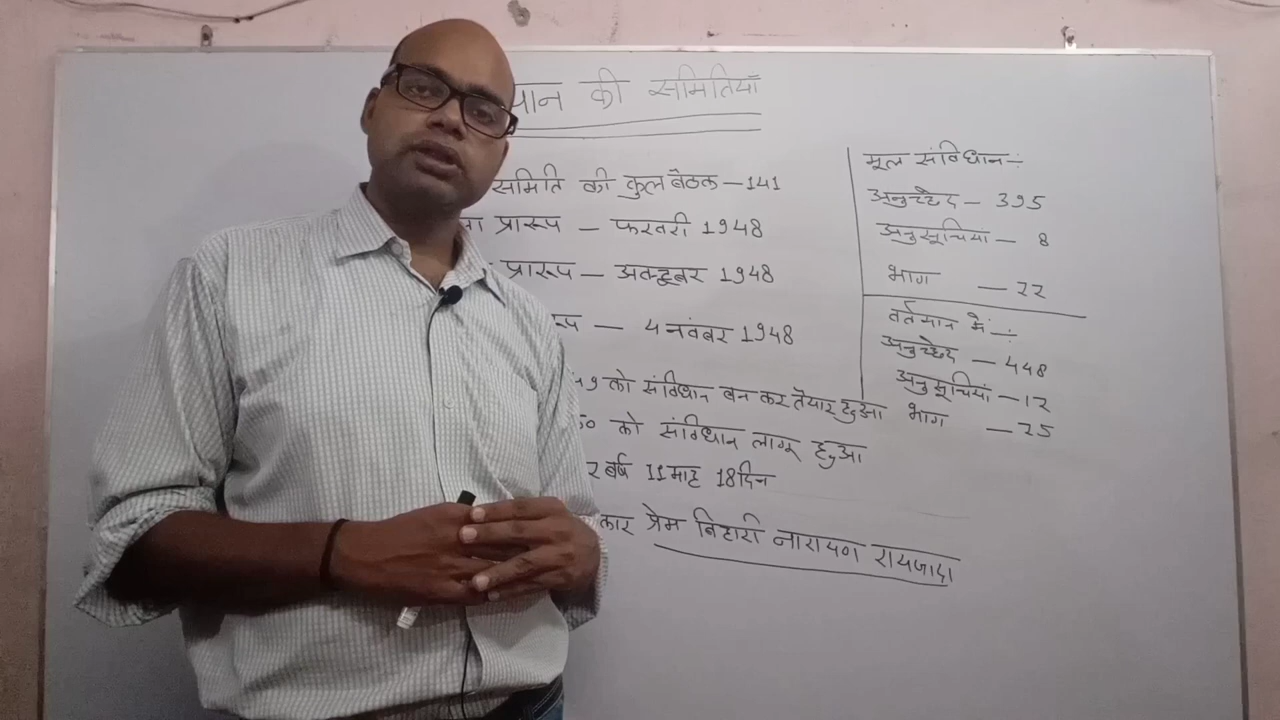 की समितियाँ
समिति की कुल बैठक – 141
प्रारूप – फरवरी 1948
प्रारूप – अक्टूबर 1948
– 4 नवंबर 1948
को संविधान बन कर तैयार हुआ
को संविधान लागू हुआ
2 वर्ष 11 माह 18 दिन
प्रेम बिहारी नारायण रायजादा
मूल संविधान :-
अनुच्छेद – 395
अनुसूचियां – 8
भाग – 22
वर्तमान में :-
अनुच्छेद – 448
अनुसूचियां – 12
भाग – 25